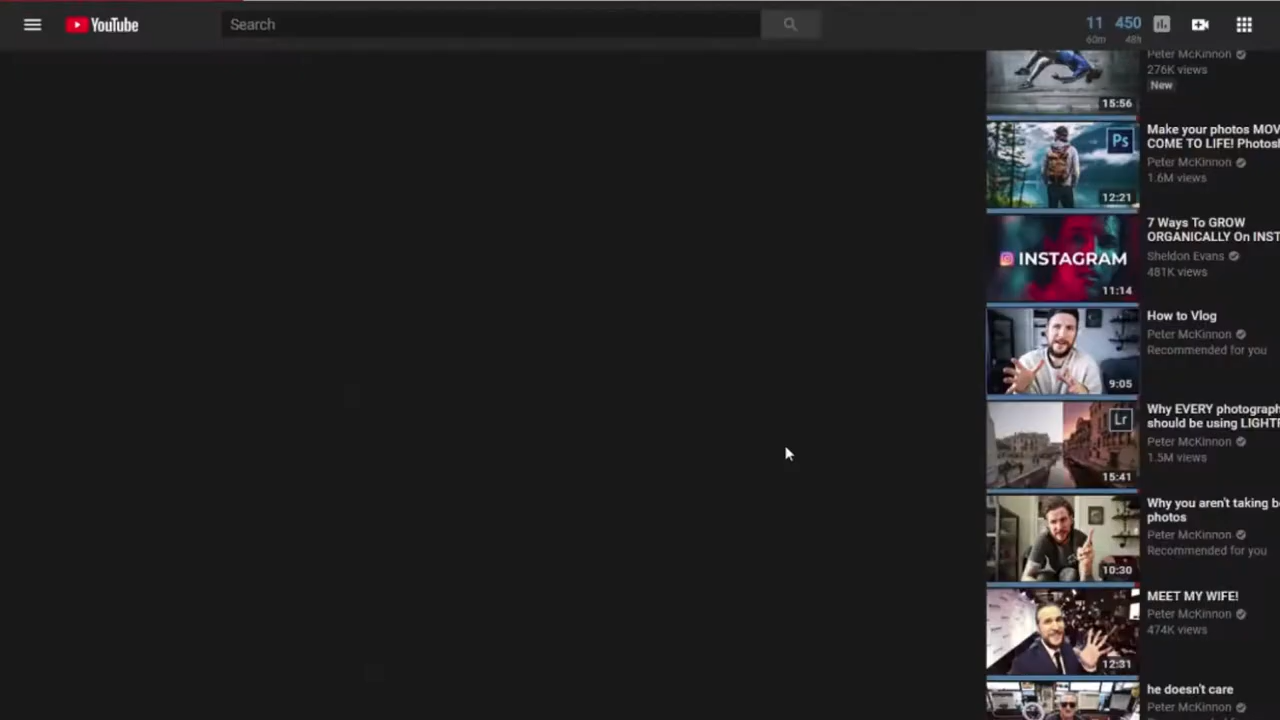 YouTube
Search
11 450
60m 48h
Peter McKinnon
276K views
New
15:56
Ps
12:21
Make your photos MOV
COME TO LIFE! Photosh
Peter McKinnon
1.6M views
INSTAGRAM
11:14
7 Ways To GROW
ORGANICALLY On INST
Sheldon Evans
481K views
9:05
How to Vlog
Peter McKinnon
Recommended for you
Lr
15:41
Why EVERY photograph
should be using LIGHT
Peter McKinnon
1.5M views
10:30
Why you aren't taking be
photos
Peter McKinnon
Recommended for you
12:31
MEET MY WIFE!
Peter McKinnon
474K views
he doesn't care
Peter McKinnon